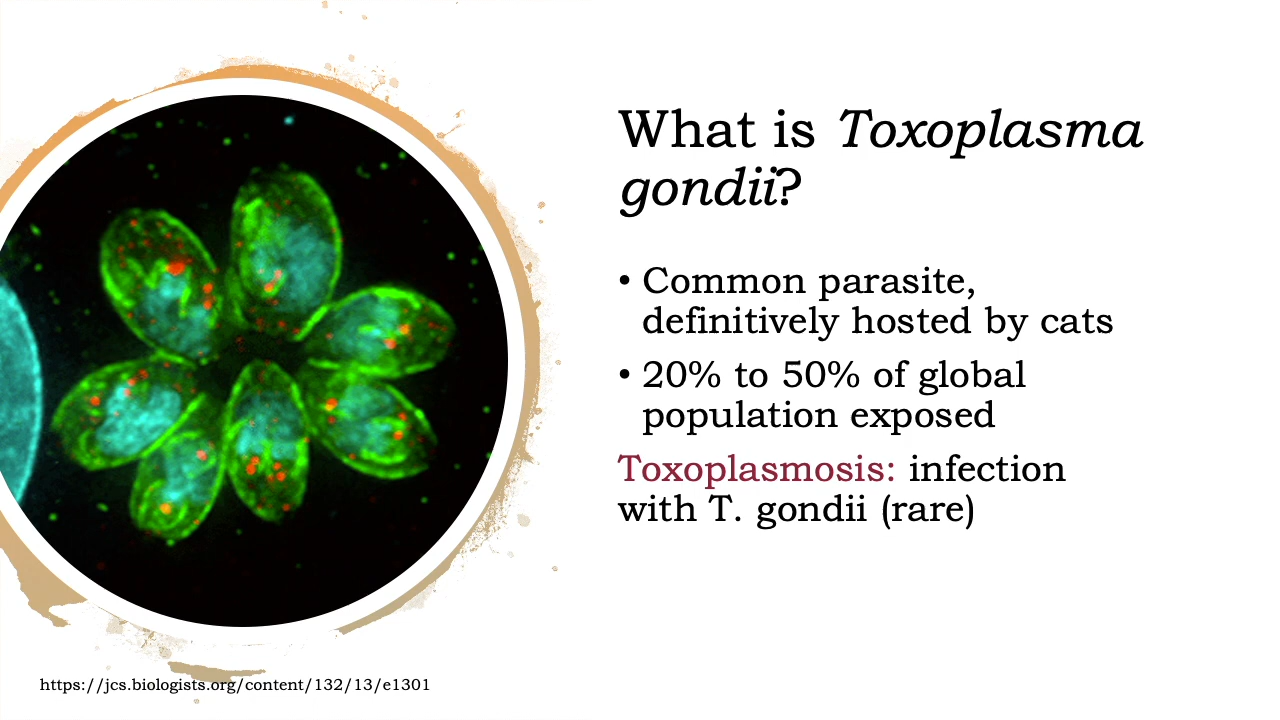 What is Toxoplasma
gondii?
• Common parasite,
definitively hosted by cats
• 20% to 50% of global
population exposed
Toxoplasmosis: infection
with T. gondii (rare)
https://jcs.biologists.org/content/132/13/e1301